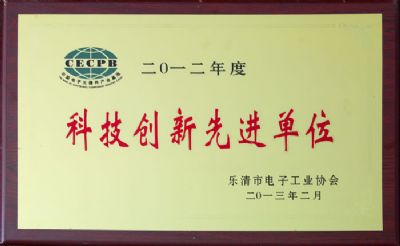 CECPB
二〇一二年度
科技创新先进单位
乐清市电子工业协会
二〇一三年二月